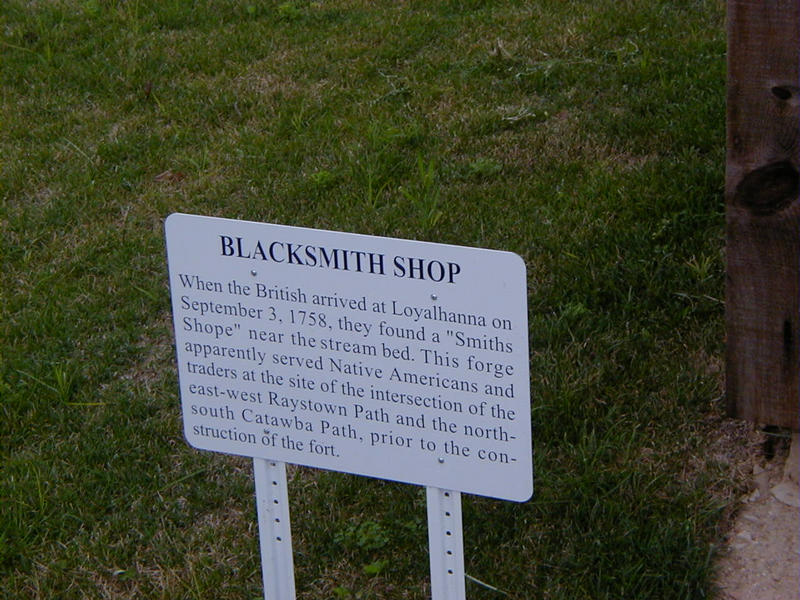 BLACKSMITH SHOP
When the British arrived at Loyalhanna on
September 3, 1758, they found a "Smiths
Shope" near the stream bed. This forge
apparently served Native Americans and
traders at the site of the intersection of the
east-west Raystown Path and the north-
south Catawba Path, prior to the con-
struction of the fort.